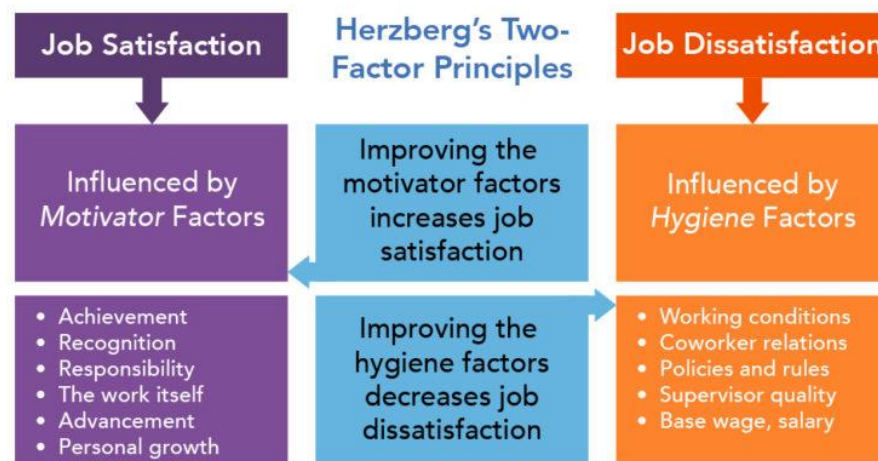 Job Satisfaction
Herzberg's Two-
Factor Principles
Job Dissatisfaction
Influenced by
Motivator Factors
Improving the
motivator factors
increases job
satisfaction
Influenced by
Hygiene Factors
• Achievement
• Recognition
• Responsibility
• The work itself
• Advancement
• Personal growth
Improving the
hygiene factors
decreases job
dissatisfaction
• Working conditions
• Coworker relations
• Policies and rules
• Supervisor quality
• Base wage, salary